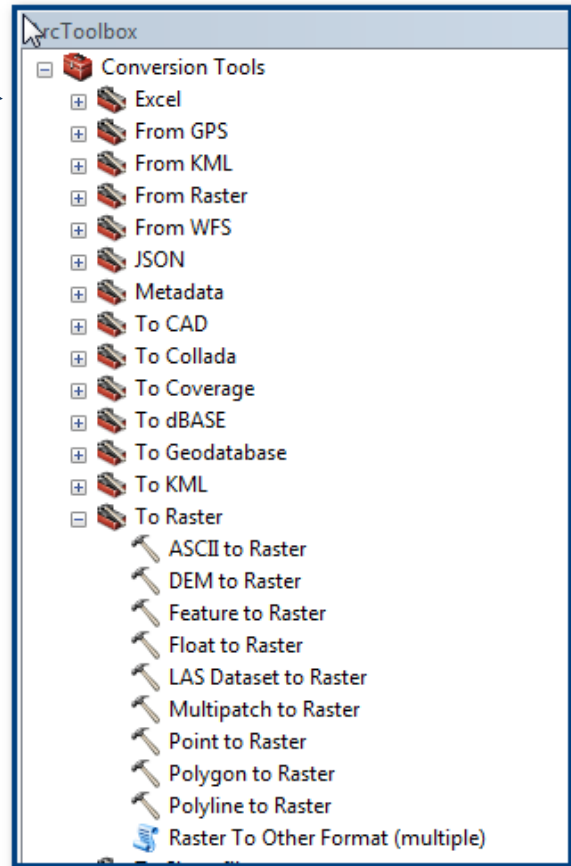 rcToolbox
Conversion Tools
Excel
From GPS
From KML
From Raster
From WFS
JSON
Metadata
To CAD
To Collada
To Coverage
To dBASE
To Geodatabase
To KML
To Raster
ASCII to Raster
DEM to Raster
Feature to Raster
Float to Raster
LAS Dataset to Raster
Multipatch to Raster
Point to Raster
Polygon to Raster
Polyline to Raster
Raster To Other Format (multiple)